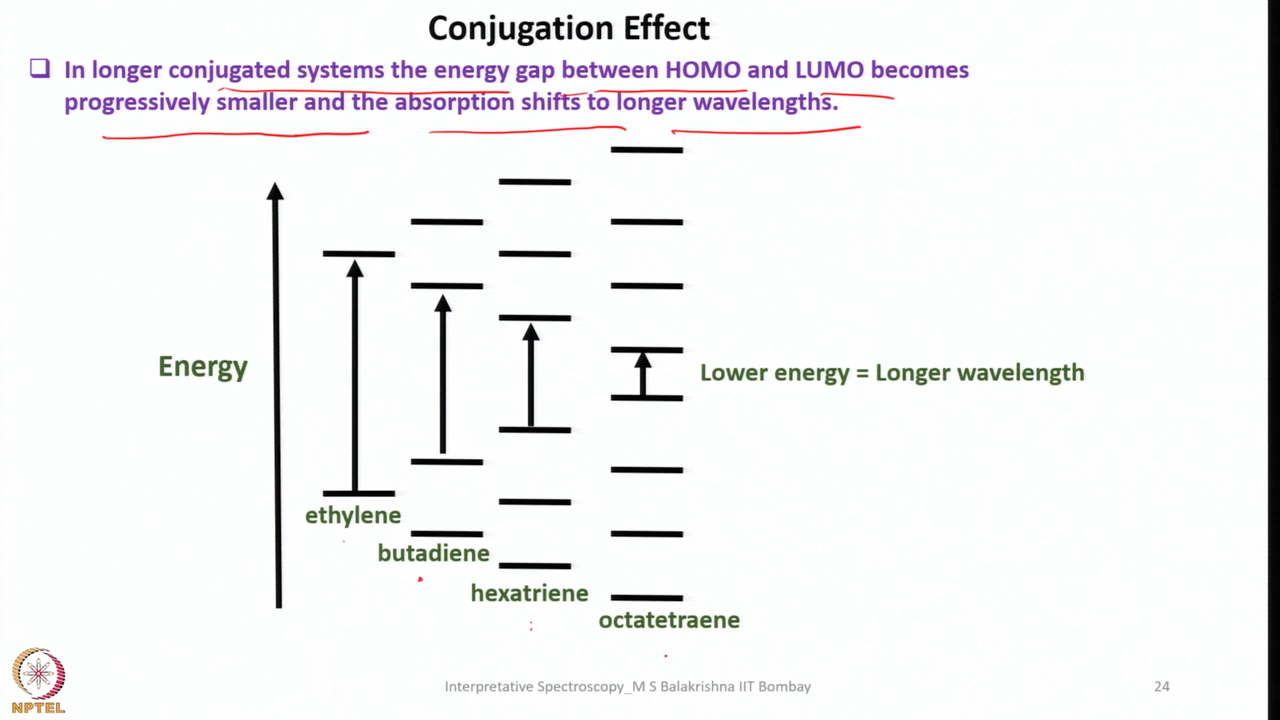 Conjugation Effect
In longer conjugated systems the energy gap between HOMO and LUMO becomes
progressively smaller and the absorption shifts to longer wavelengths.
Energy
Lower energy = Longer wavelength
ethylene
butadiene
hexatriene
octatetraene
NPTEL
Interpretative Spectroscopy_M S Balakrishna IIT Bombay
24